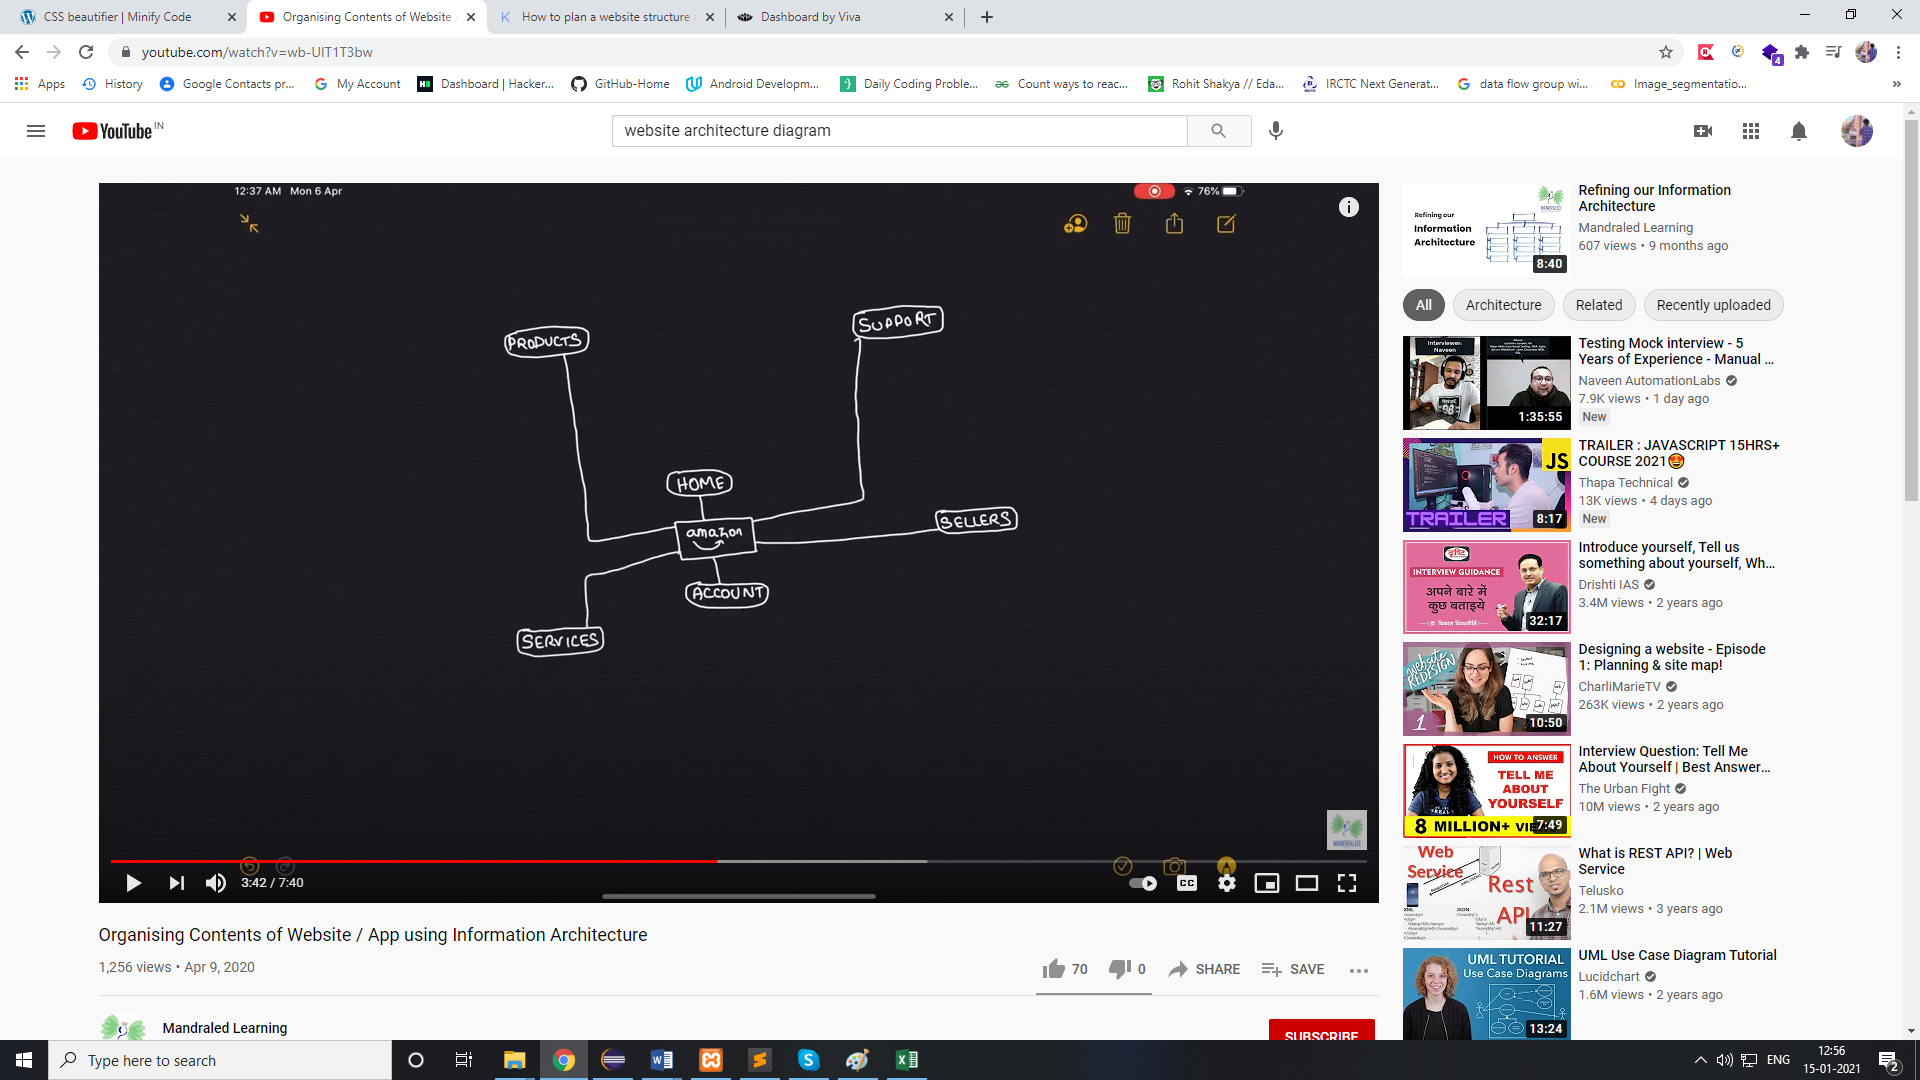 CSS beautifier | Minify Code
Organising Contents of Website
How to plan a website structure
Dashboard by Viva
youtube.com/watch?v=wb-UIT1T3bw
4
Apps
History
Google Contacts pr...
My Account
Dashboard | Hacker...
GitHub-Home
Android Developm...
Daily Coding Proble...
Count ways to reac...
Rohit Shakya // Eda...
IRCTC Next Generat...
data flow group wi...
Image_segmentatio...
»
YouTube IN
website architecture diagram
12:37 AM Mon 6 Apr
76%
PRODUCTS
SUPPORT
HOME
amazon
SELLERS
ACCOUNT
SERVICES
MANDRALED
3:42 / 7:40
CC
Organising Contents of Website / App using Information Architecture
1,256 views • Apr 9, 2020
70
0
SHARE
SAVE
Mandraled Learning
SUBSCRIBE
Refining our
Information
Architecture
8:40
Refining our Information
Architecture
Mandraled Learning
607 views • 9 months ago
All
Architecture
Related
Recently uploaded
Interviewer:
Naveen
98
1:35:55
Testing Mock interview - 5
Years of Experience - Manual ...
Naveen AutomationLabs
7.9K views • 1 day ago
New
JS
TRAILER
8:17
TRAILER : JAVASCRIPT 15HRS+
COURSE 2021🤩
Thapa Technical
13K views • 4 days ago
New
दृष्टि
INTERVIEW GUIDANCE
अपने बारे में
कुछ बताइये
32:17
Introduce yourself, Tell us
something about yourself, Wh...
Drishti IAS
3.4M views • 2 years ago
website
REDESIGN
1
10:50
Designing a website - Episode
1: Planning & site map!
CharliMarieTV
263K views • 2 years ago
HOW TO ANSWER
TELL ME
ABOUT
YOURSELF
8 MILLION+ VIE
7:49
Interview Question: Tell Me
About Yourself | Best Answer...
The Urban Fight
10M views • 2 years ago
Web
Service
Rest
API
XML
JSON
11:27
What is REST API? | Web
Service
Telusko
2.1M views • 3 years ago
UML TUTORIAL
Use Case Diagrams
13:24
UML Use Case Diagram Tutorial
Lucidchart
1.6M views • 2 years ago
Type here to search
ENG
12:56
15-01-2021
2